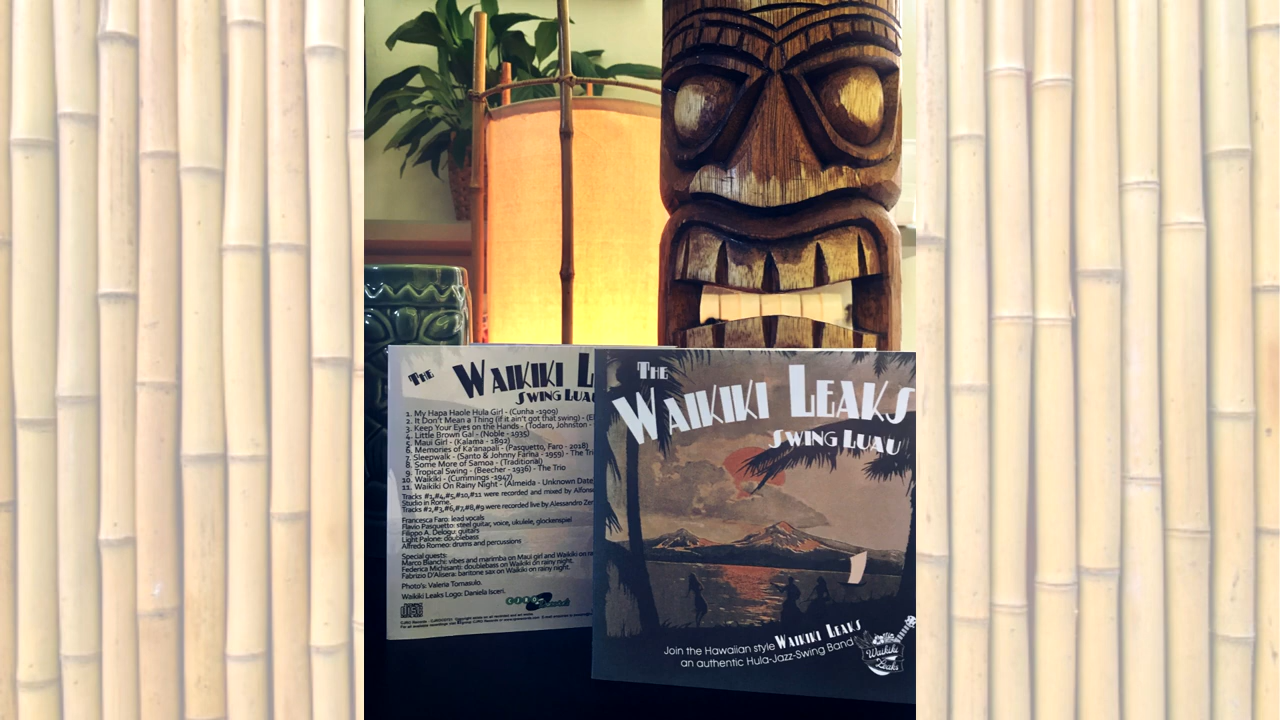 THE
WAIKIKI L
SWING LUAU
1. My Hapa Haole Hula Girl - (Cunha -1909)
2. It Don't Mean a Thing (if it ain't got that swing) - (El
3. Keep Your Eyes on the Hands - (Todaro, Johnston -
4. Little Brown Gal - (Noble - 1935)
5. Maui Girl - (Kalama - 1892)
6. Memories of Ka'anapali - (Pasquetto, Faro - 2018)
7. Sleepwalk - (Santo & Johnny Farina - 1959) - The Tri
8. Some More of Samoa - (Traditional)
9. Tropical Swing - (Beecher - 1936) - The Trio
10. Waikiki - (Cummings -1947)
11. Waikiki On Rainy Night - (Almeida - Unknown Date
Tracks #1,#4,#5,#10,#11 were recorded and mixed by Alfons
Studio in Rome.
Tracks #2,#3,#6,#7,#8,#9 were recorded live by Alessandro Zer
Francesca Faro: lead vocals
Flavio Pasquetto: steel guitar, voice, ukulele, glockenspiel
Filippo A. Delogu: guitars
Light Palone: doublebass
Alfredo Romeo: drums and percussions
Special guests:
Marco Bianchi: vibes and marimba on Maui girl and Waikiki on ra
Federica Michisanti: doublebass on Waikiki on rainy night.
Fabrizio D'Alisera: baritone sax on Waikiki on rainy night.
Photo's: Valeria Tomasulo.
Waikiki Leaks Logo: Daniela Isceri.
THE
WAIKIKI LEAKS
SWING LUAU
Join the Hawaiian style WAIKIKI LEAKS
an authentic Hula-Jazz-Swing Band
Waikiki
Leaks